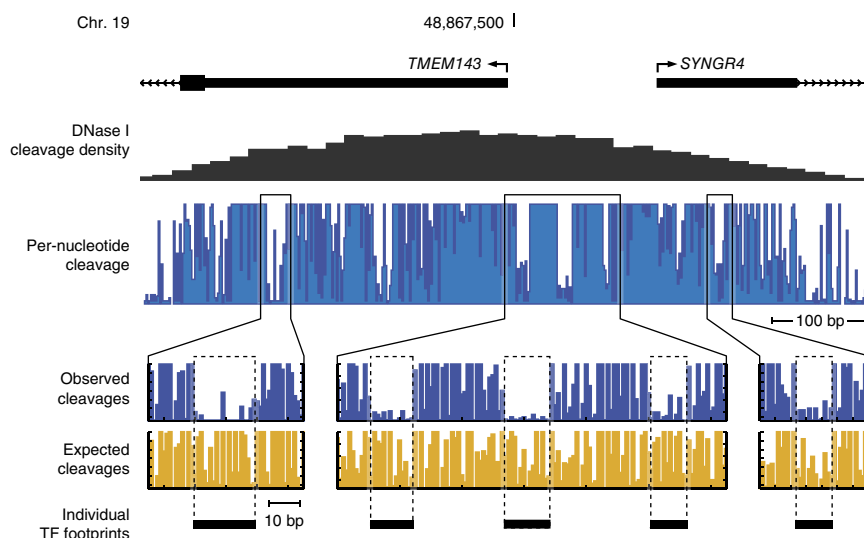 Chr. 19
48,867,500
TMEM143
SYNGR4
DNase I
cleavage density
Per-nucleotide
cleavage
100 bp
Observed
cleavages
Expected
cleavages
10 bp
Individual
TF footprints